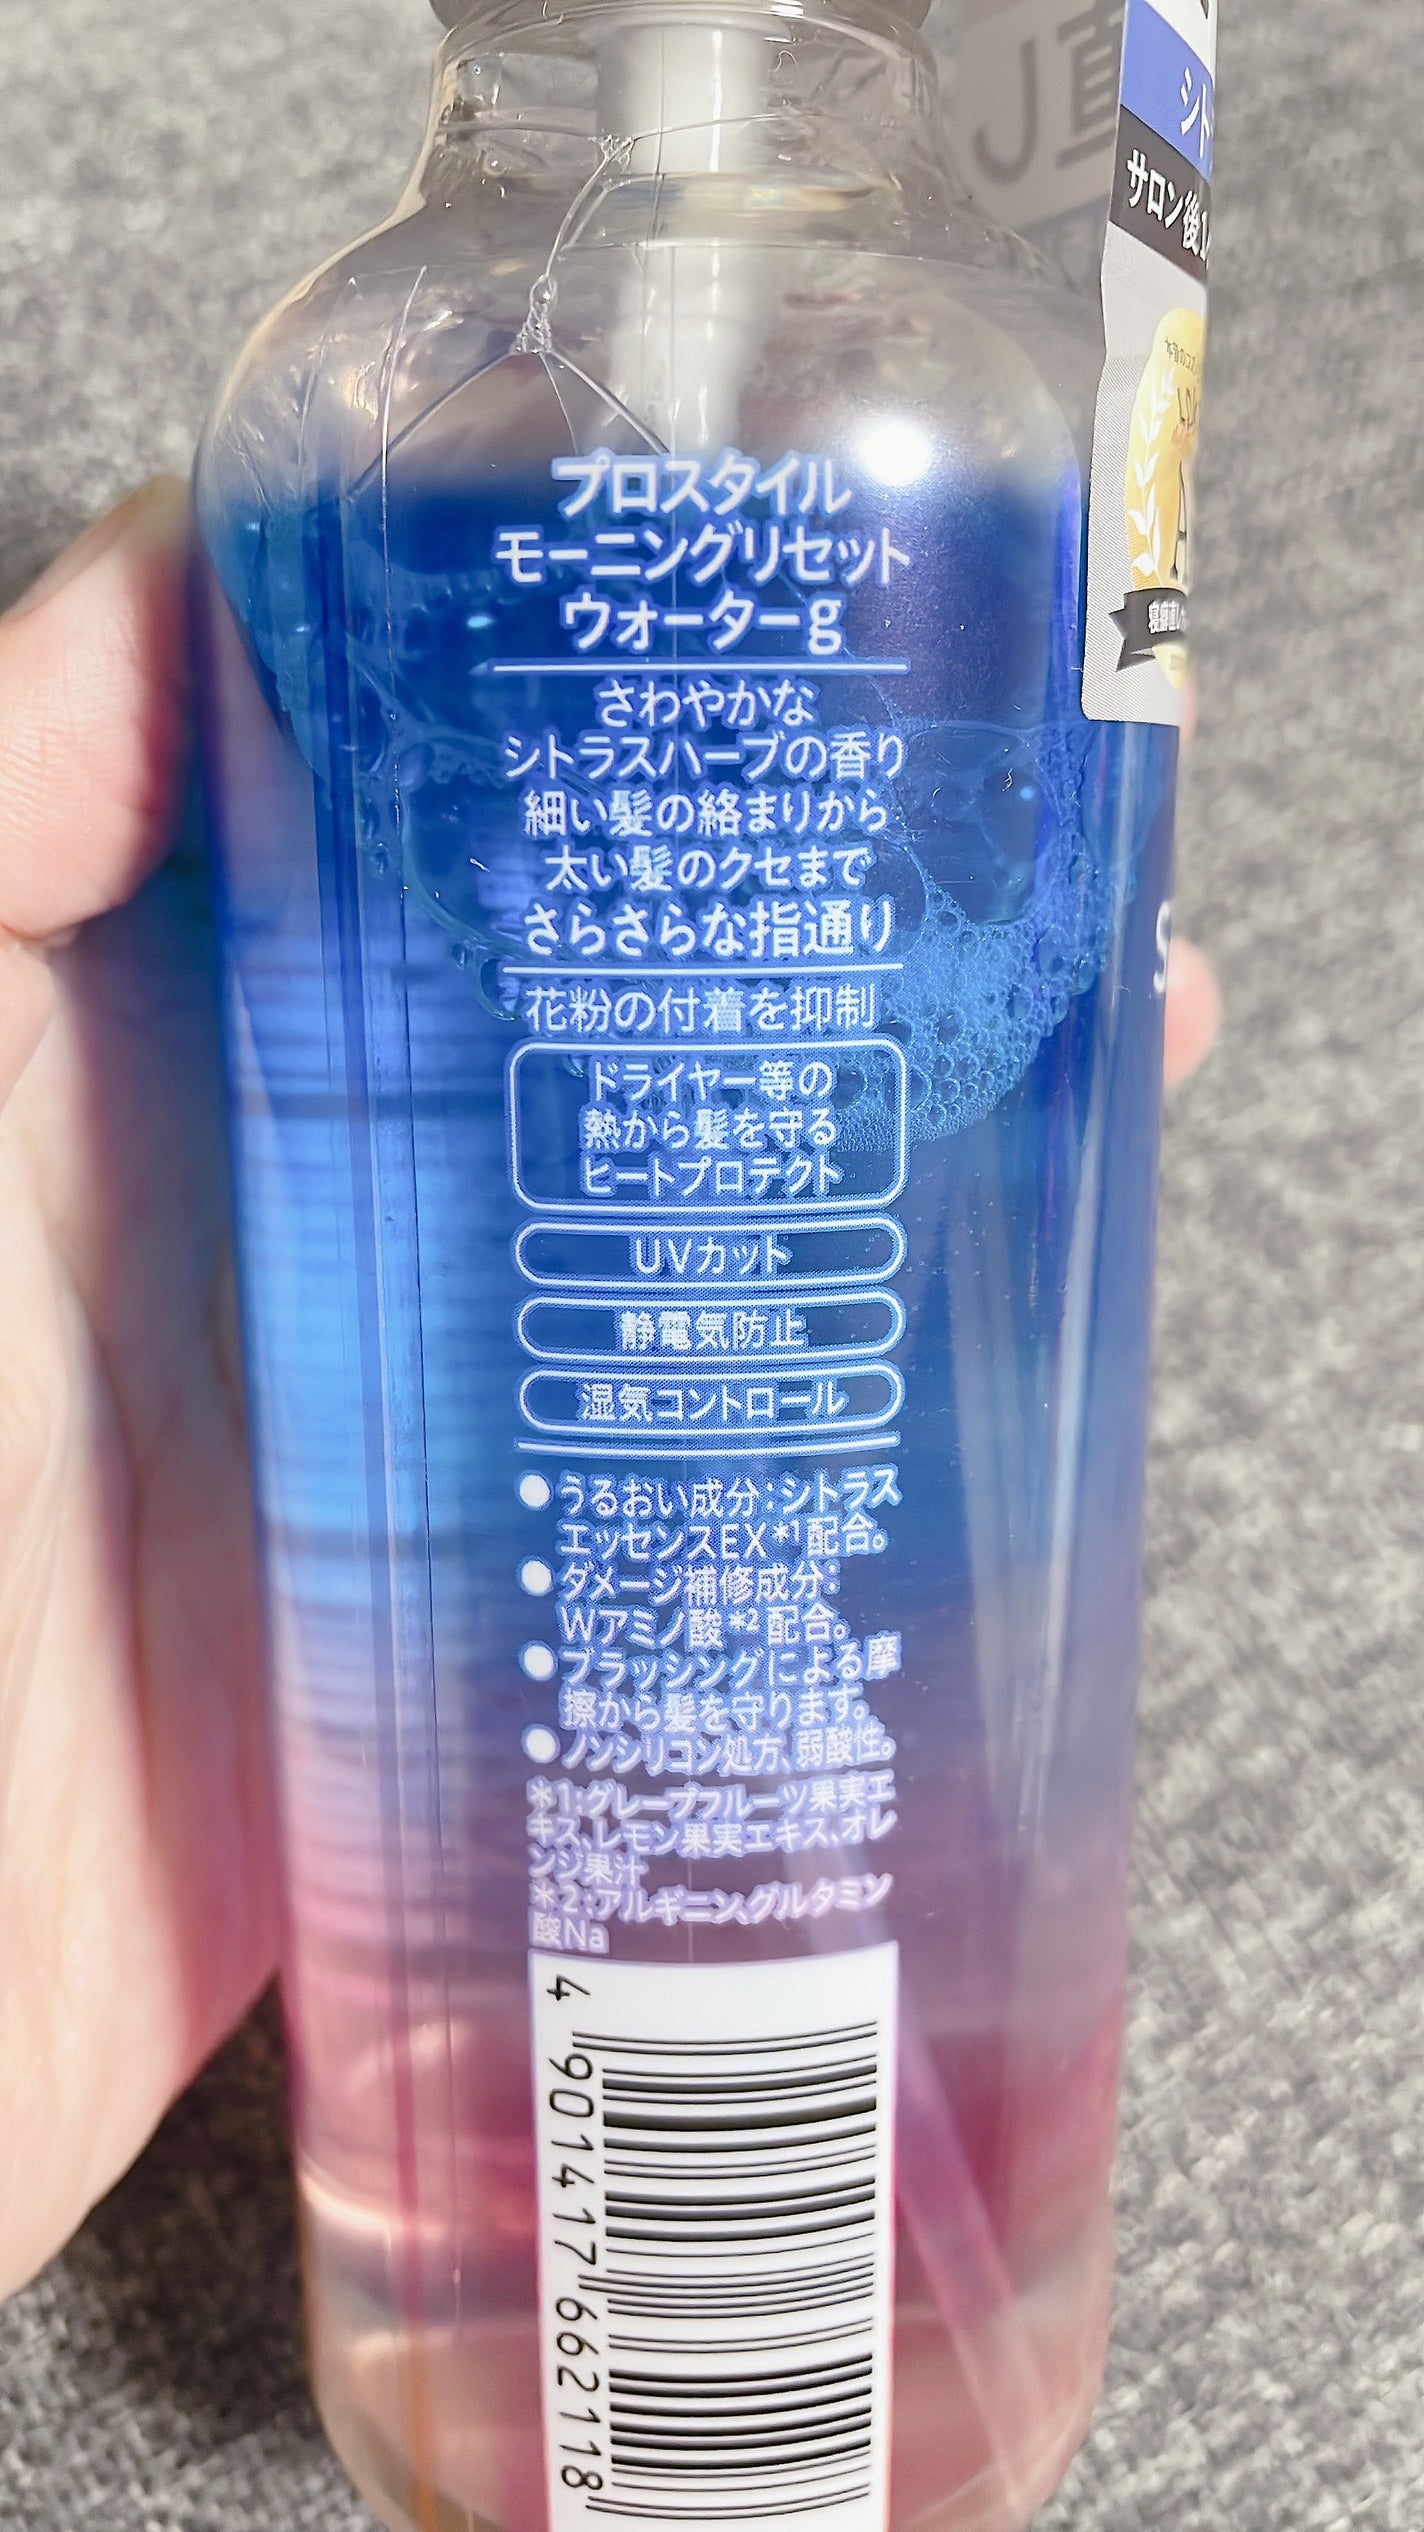 J直
シト
サロン後
プロスタイル
モーニングリセット
ウォーターg
さわやかな
シトラスハーブの香り
細い髪の絡まりから
太い髪のクセまで
さらさらな指通り
花粉の付着を抑制
ドライヤー等の
熱から髪を守る
ヒートプロテクト
UVカット
静電気防止
湿気コントロール
●うるおい成分:シトラス
エッセンスEX*1配合。
●ダメージ補修成分:
Wアミノ酸*2配合。
●ブラッシングによる摩
擦から髪を守ります。
●ノンシリコン処方、弱酸性。
*1:グレープフルーツ果実エ
キス、レモン果実エキス、オレ
ンジ果汁
*2:アルギニン、グルタミン
酸Na
4 901417 662118